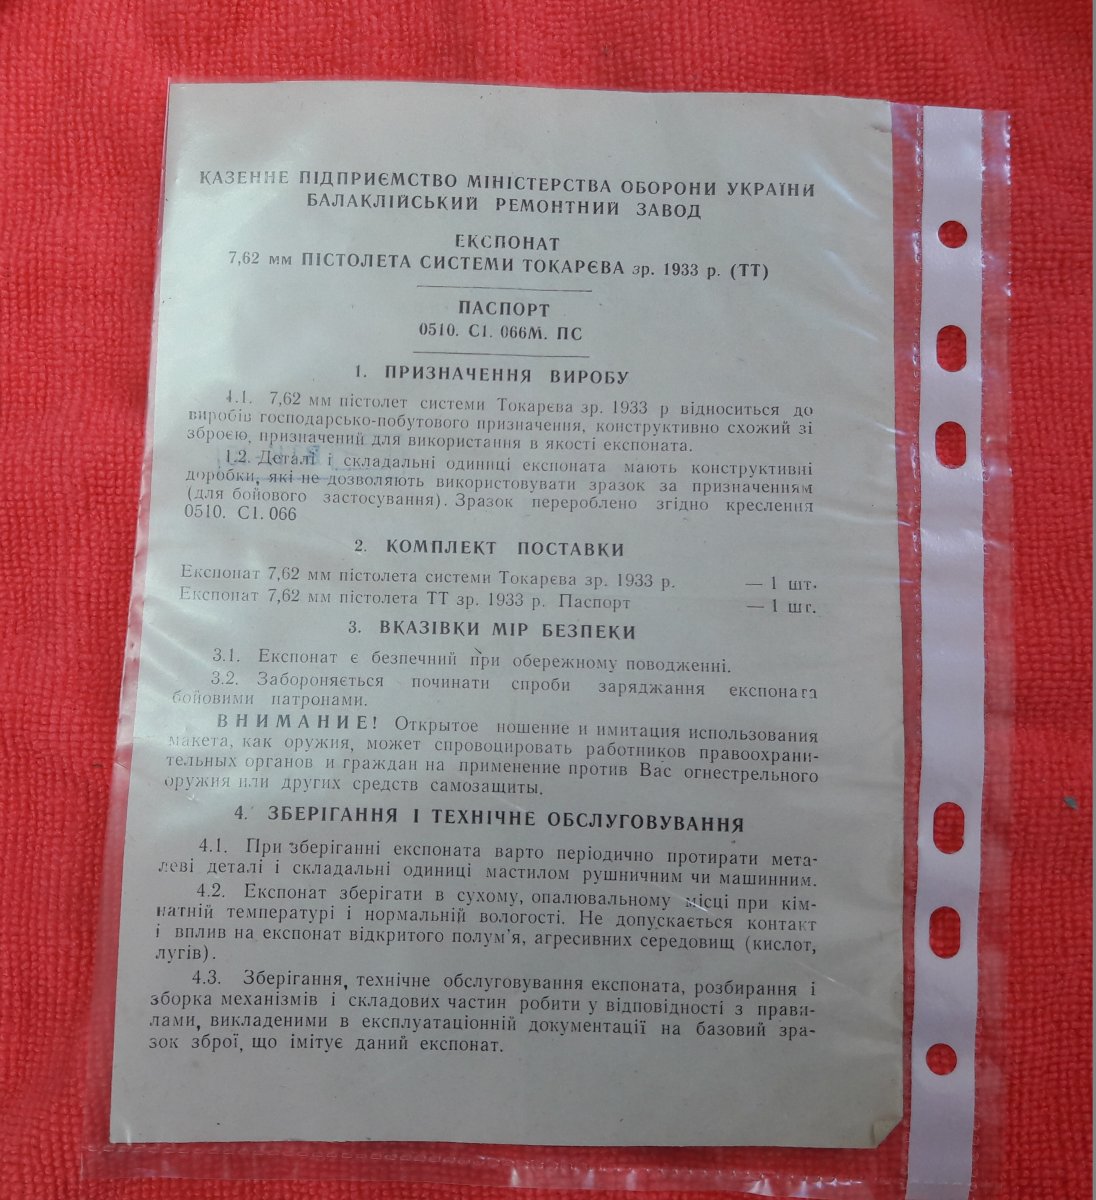 КАЗЕННЕ ПІДПРИЄМСТВО МІНІСТЕРСТВА ОБОРОНИ УКРАЇНИ
БАЛАКЛІЙСЬКИЙ РЕМОНТНИЙ ЗАВОД
ЕКСПОНАТ
7,62 мм ПІСТОЛЕТА СИСТЕМИ ТОКАРЄВА зр. 1933 р. (ТТ)
ПАСПОРТ
0510. С1. 066М. ПС
1. ПРИЗНАЧЕННЯ ВИРОБУ
1.1. 7,62 мм пістолет системи Токарєва зр. 1933 р відноситься до
виробів господарсько-побутового призначення, конструктивно схожий зі
зброєю, призначений для використання в якості експоната.
1.2. Деталі і складальні одиниці експоната мають конструктивні
доробки, які не дозволяють використовувати зразок за призначенням
(для бойового застосування). Зразок перероблено згідно креслення
0510. С1. 066
2. КОМПЛЕКТ ПОСТАВКИ
Експонат 7,62 мм пістолета системи Токарєва зр. 1933 р. — 1 шт.
Експонат 7,62 мм пістолета ТТ зр. 1933 р. Паспорт — 1 шт.
3. ВКАЗІВКИ МІР БЕЗПЕКИ
3.1. Експонат є безпечний при обережному поводженні.
3.2. Забороняється починати спроби заряджання експоната
бойовими патронами.
ВНИМАНИЕ! Открытое ношение и имитация использования
макета, как оружия, может спровоцировать работников правоохрани-
тельных органов и граждан на применение против Вас огнестрельного
оружия или других средств самозащиты.
4. ЗБЕРІГАННЯ І ТЕХНІЧНЕ ОБСЛУГОВУВАННЯ
4.1. При зберіганні експоната варто періодично протирати мета-
леві деталі і складальні одиниці мастилом рушничним чи машинним.
4.2. Експонат зберігати в сухому, опалювальному місці при кім-
натній температурі і нормальній вологості. Не допускається контакт
і вплив на експонат відкритого полум'я, агресивних середовищ (кислот,
лугів).
4.3. Зберігання, технічне обслуговування експоната, розбирання і
зборка механізмів і складових частин робити у відповідності з прави-
лами, викладеними в експлуатаціонній документації на базовий зра-
зок зброї, що імітує даний експонат.